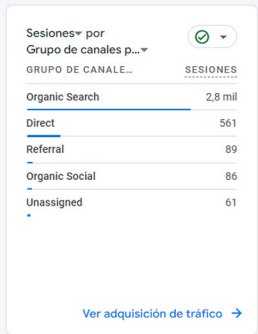 Sesiones por
Grupo de canales p...
GRUPO DE CANALE... SESIONES
Organic Search 2,8 mil
Direct 561
Referral 89
Organic Social 86
Unassigned 61
Ver adquisición de tráfico